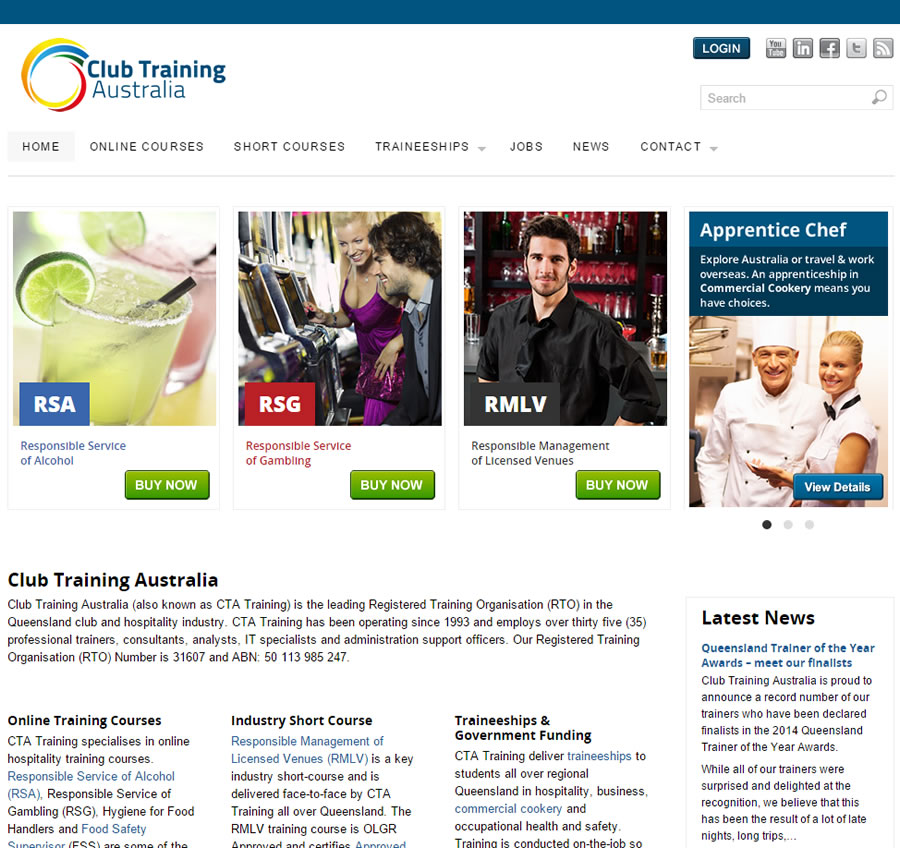 Club Training
Australia
LOGIN
You
Tube
in
f
t
Search
HOME
ONLINE COURSES
SHORT COURSES
TRAINEESHIPS
JOBS
NEWS
CONTACT
RSA
Responsible Service
of Alcohol
BUY NOW
RSG
Responsible Service
of Gambling
BUY NOW
RMLV
Responsible Management
of Licensed Venues
BUY NOW
Apprentice Chef
Explore Australia or travel & work
overseas. An apprenticeship in
Commercial Cookery means you
have choices.
View Details
Club Training Australia
Club Training Australia (also known as CTA Training) is the leading Registered Training Organisation (RTO) in the
Queensland club and hospitality industry. CTA Training has been operating since 1993 and employs over thirty five (35)
professional trainers, consultants, analysts, IT specialists and administration support officers. Our Registered Training
Organisation (RTO) Number is 31607 and ABN: 50 113 985 247.
Online Training Courses
CTA Training specialises in online
hospitality training courses.
Responsible Service of Alcohol
(RSA), Responsible Service of
Gambling (RSG), Hygiene for Food
Handlers and Food Safety
Supervisor (FSS) are some of the
Industry Short Course
Responsible Management of
Licensed Venues (RMLV) is a key
industry short-course and is
delivered face-to-face by CTA
Training all over Queensland. The
RMLV training course is OLGR
Approved and certifies Approved
Traineeships &
Government Funding
CTA Training deliver traineeships to
students all over regional
Queensland in hospitality, business,
commercial cookery and
occupational health and safety.
Training is conducted on-the-job so
Latest News
Queensland Trainer of the Year
Awards – meet our finalists
Club Training Australia is proud to
announce a record number of our
trainers who have been declared
finalists in the 2014 Queensland
Trainer of the Year Awards.
While all of our trainers were
surprised and delighted at the
recognition, we believe that this
has been the result of a lot of late
nights, long trips,…